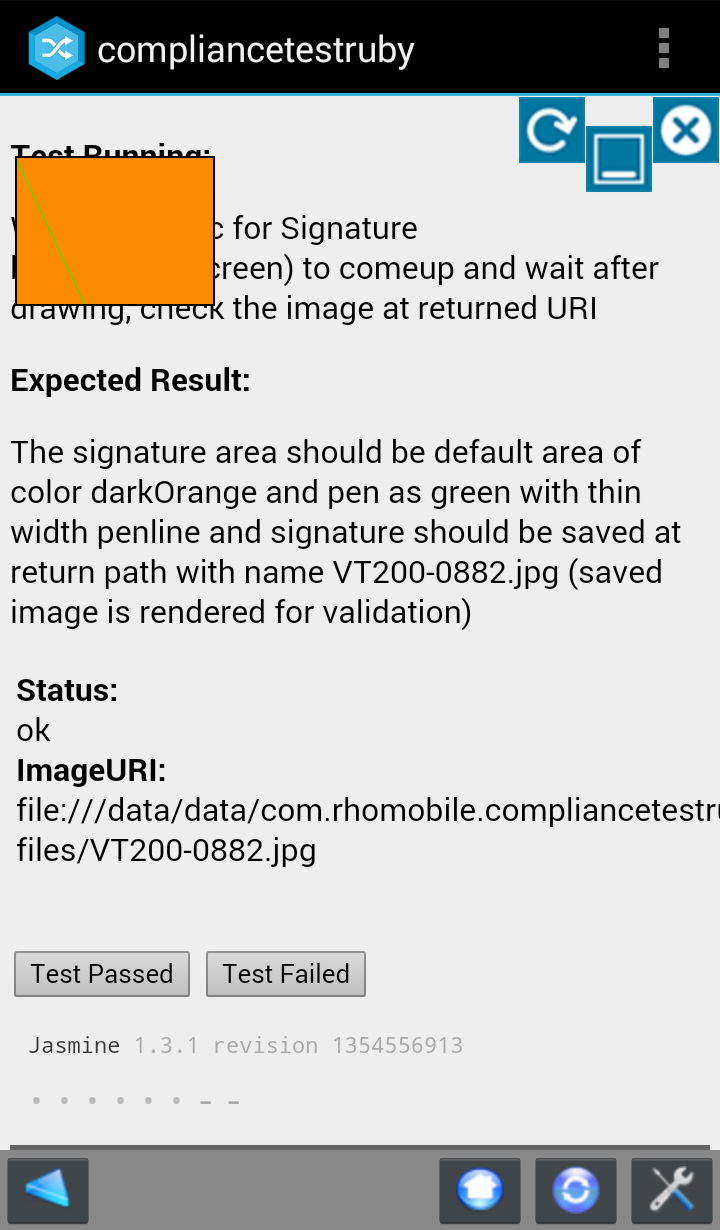 compliancetestruby
Test Running:
c for Signature
creen) to comeup and wait after
drawing, check the image at returned URI
Expected Result:
The signature area should be default area of
color darkOrange and pen as green with thin
width penline and signature should be saved at
return path with name VT200-0882.jpg (saved
image is rendered for validation)
Status:
ok
ImageURI:
file:///data/data/com.rhomobile.compliancetestru
files/VT200-0882.jpg
Test Passed Test Failed
Jasmine 1.3.1 revision 1354556913